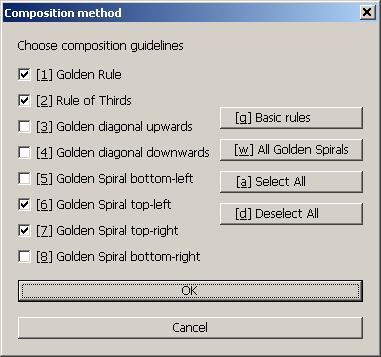 Composition method
Choose composition guidelines
[1] Golden Rule
[2] Rule of Thirds
[3] Golden diagonal upwards
[4] Golden diagonal downwards
[5] Golden Spiral bottom-left
[6] Golden Spiral top-left
[7] Golden Spiral top-right
[8] Golden Spiral bottom-right
[q] Basic rules
[w] All Golden Spirals
[a] Select All
[d] Deselect All
OK
Cancel